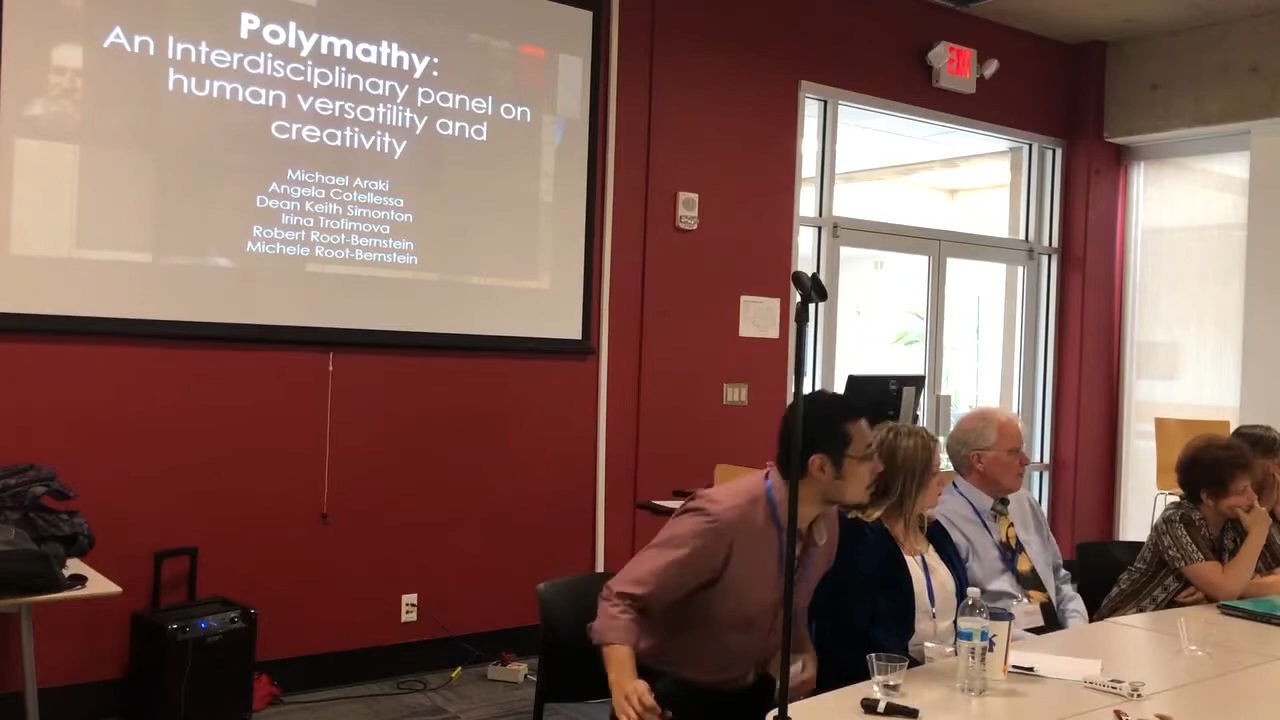 Polymathy:
An Interdisciplinary panel on
human versatility and
creativity
Michael Araki
Angela Cotellessa
Dean Keith Simonton
Irina Trofimova
Robert Root-Bernstein
Michele Root-Bernstein
EXIT